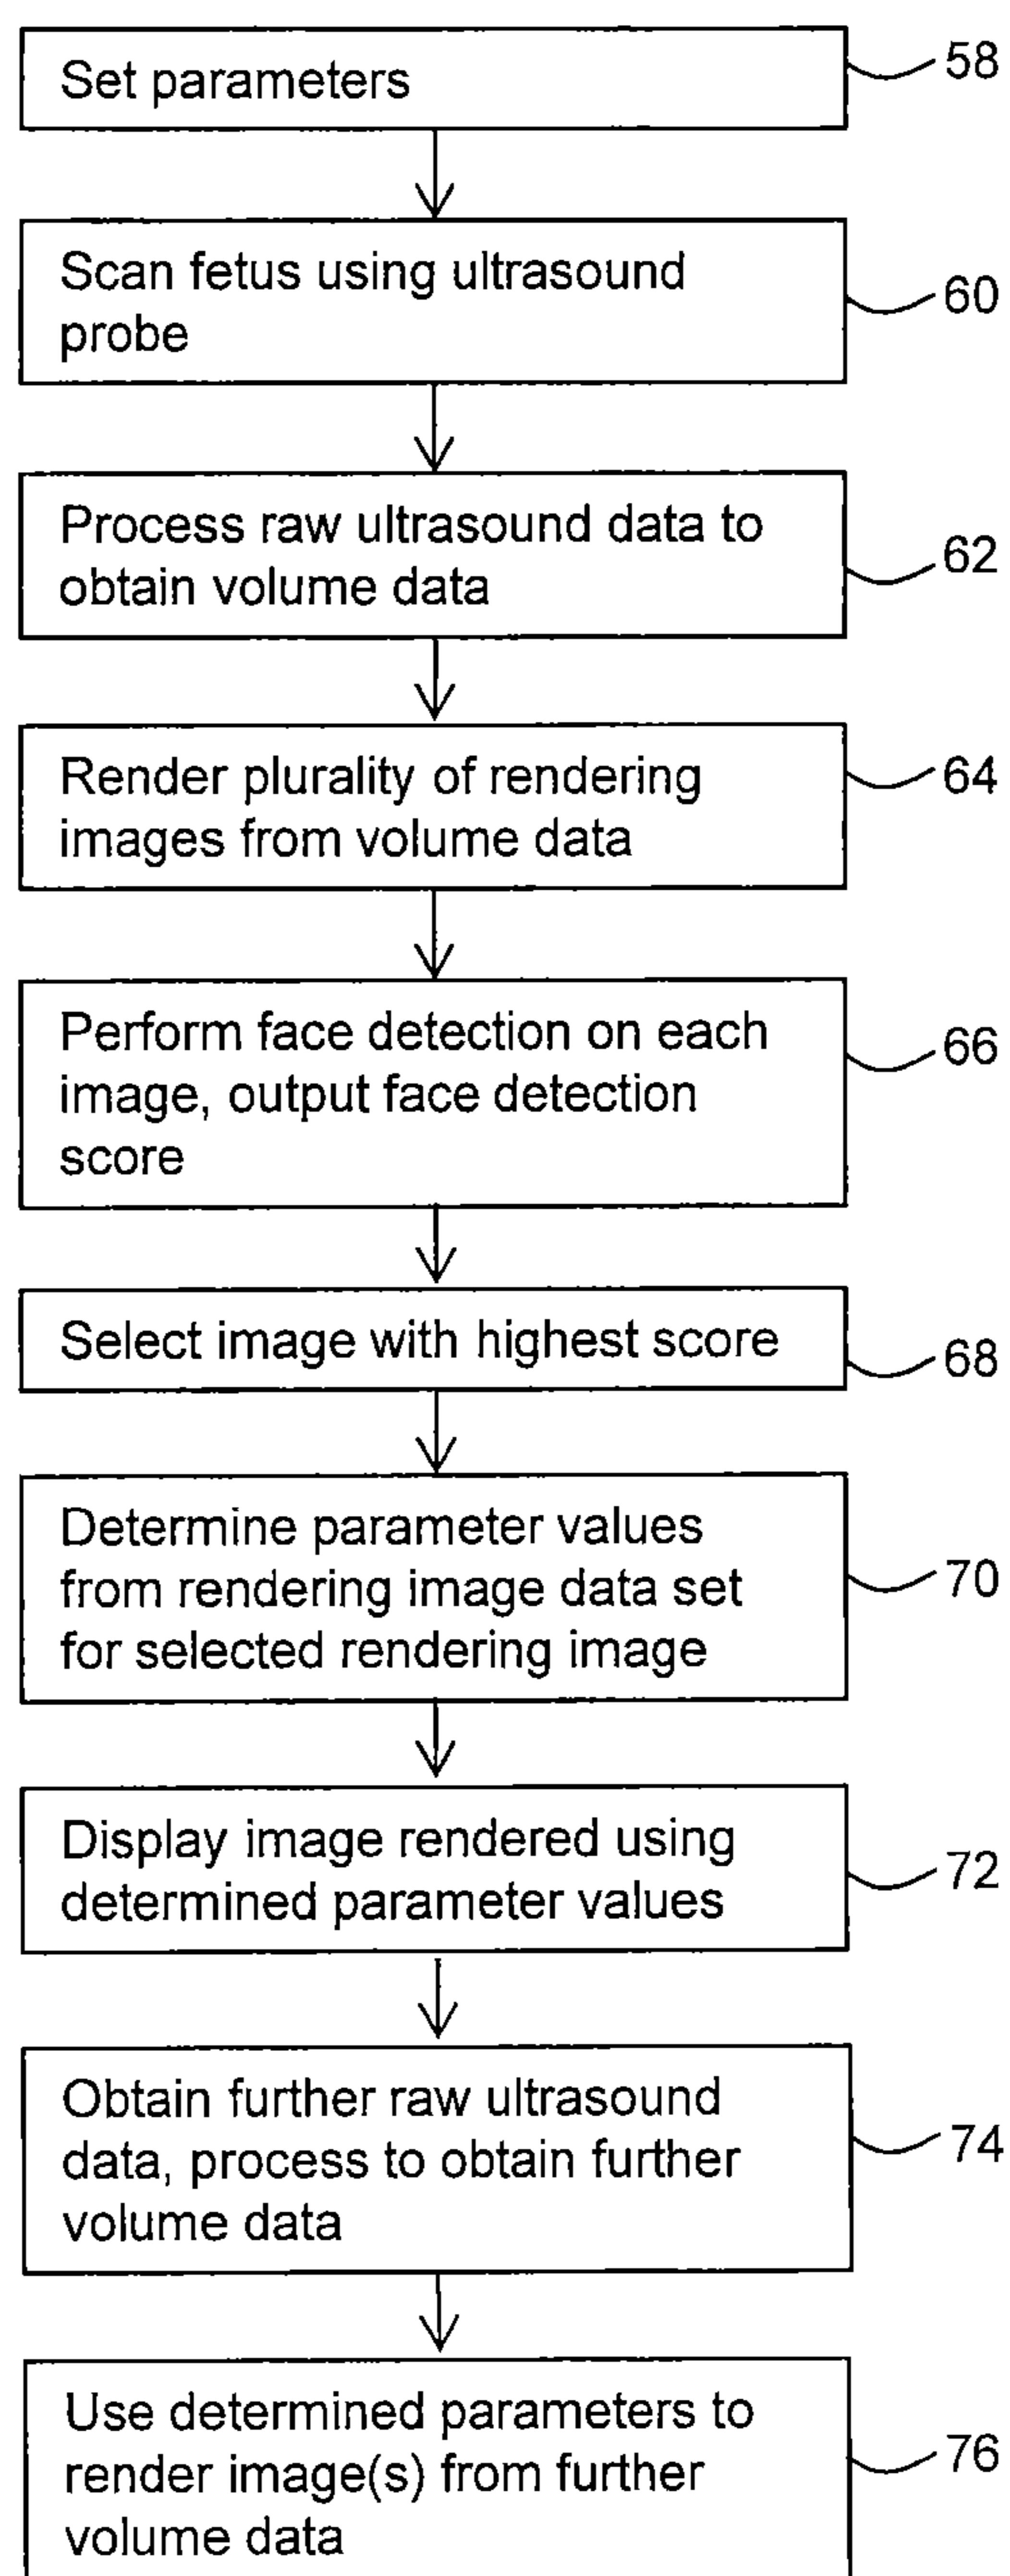 Set parameters
58
Scan fetus using ultrasound
probe
60
Process raw ultrasound data to
obtain volume data
62
Render plurality of rendering
images from volume data
64
Perform face detection on each
image, output face detection
score
66
Select image with highest score
68
Determine parameter values
from rendering image data set
for selected rendering image
70
Display image rendered using
determined parameter values
72
Obtain further raw ultrasound
data, process to obtain further
volume data
74
Use determined parameters to
render image(s) from further
volume data
76